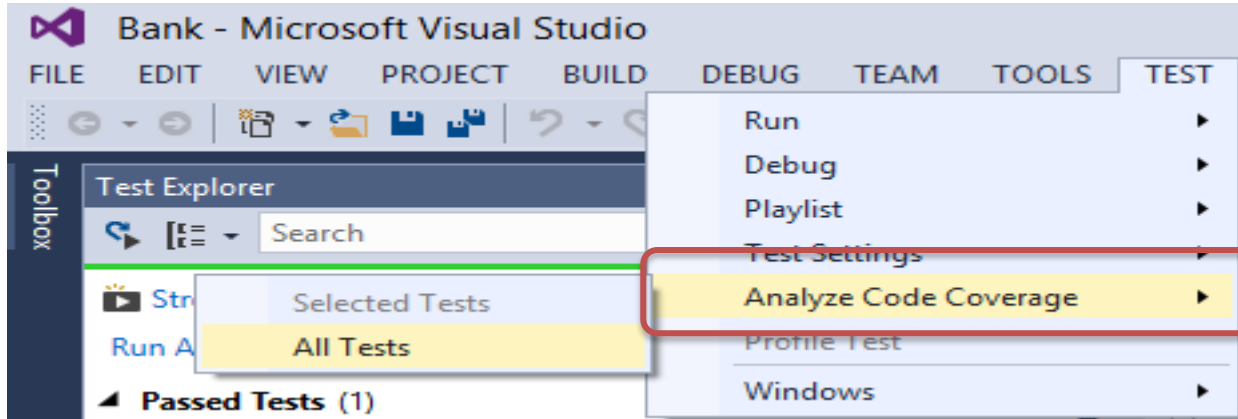 Bank - Microsoft Visual Studio
FILE EDIT VIEW PROJECT BUILD DEBUG TEAM TOOLS TEST
Toolbox
Test Explorer
Search
Run A
Passed Tests (1)
Selected Tests
All Tests
Run
Debug
Playlist
Test Settings
Analyze Code Coverage
Profile Test
Windows